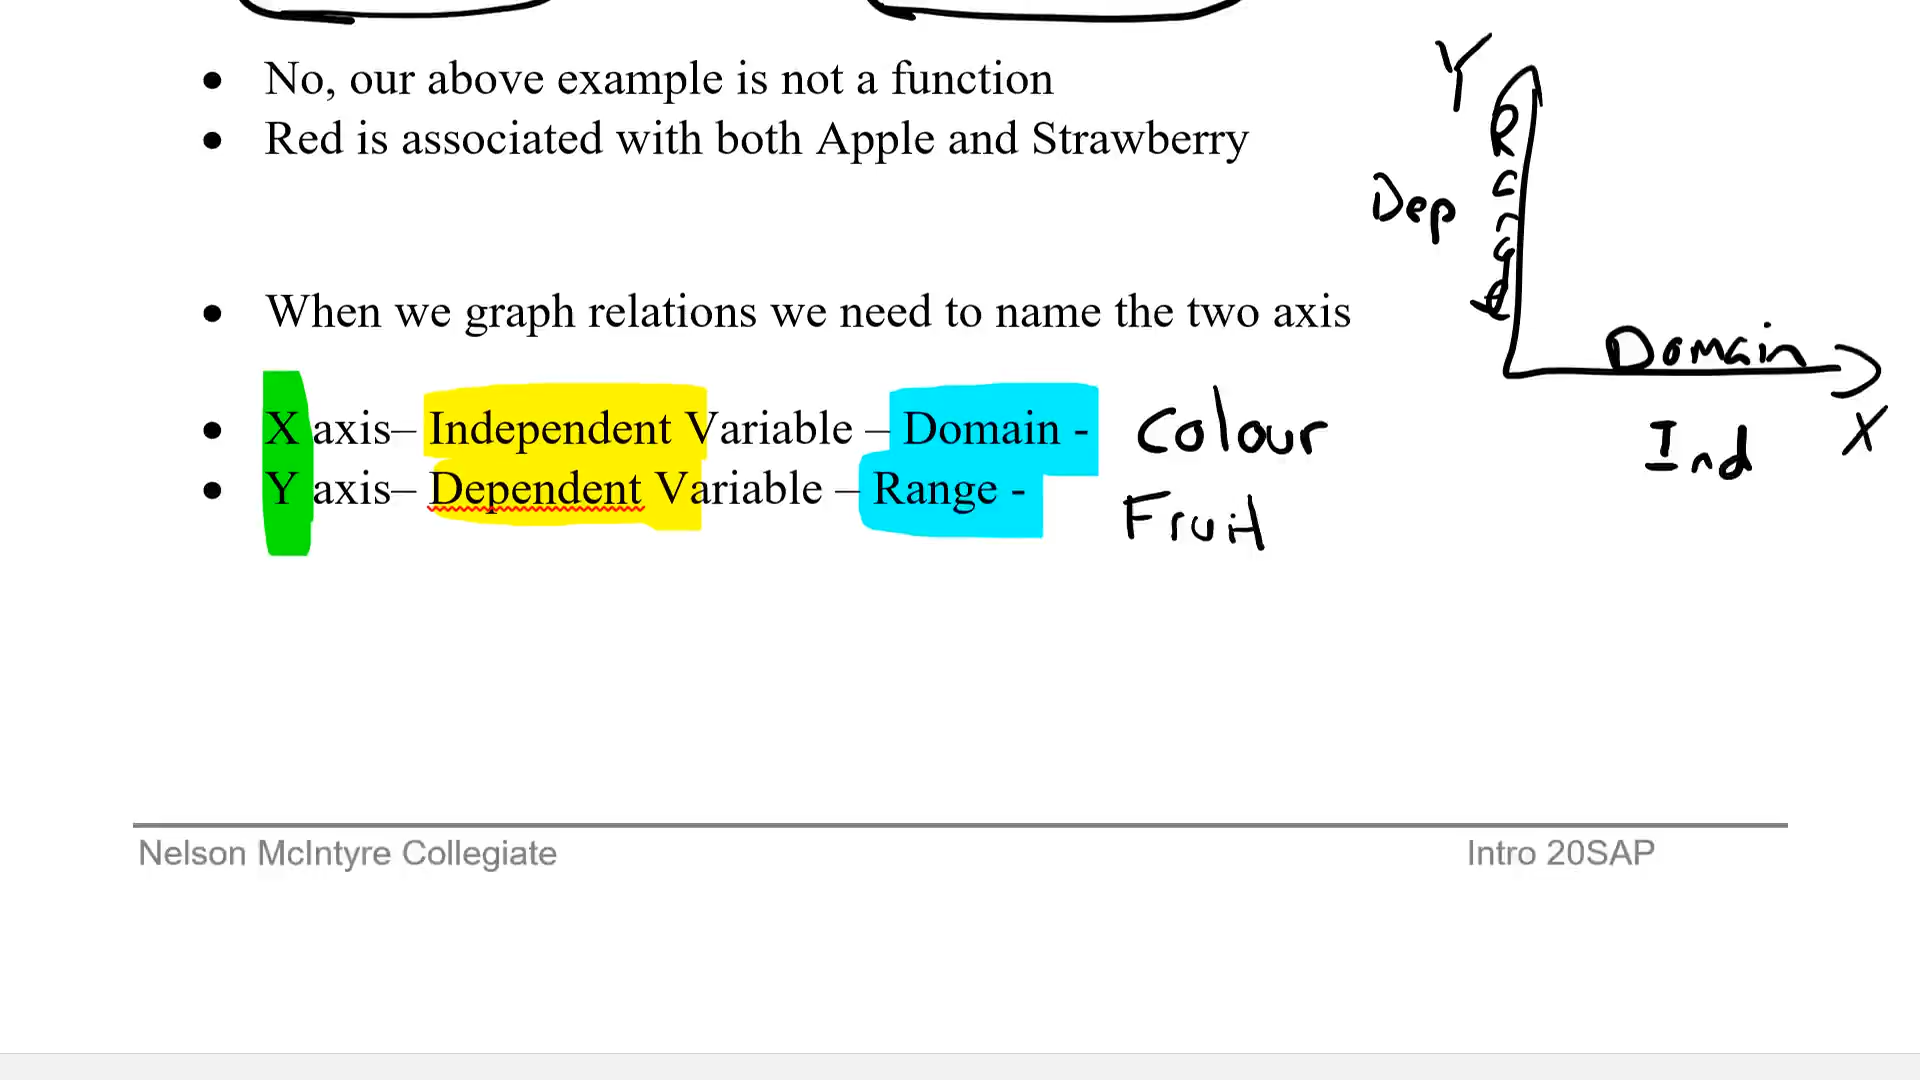 • No, our above example is not a function
• Red is associated with both Apple and Strawberry
• When we graph relations we need to name the two axis
• X axis– Independent Variable – Domain - Colour
• Y axis– Dependent Variable – Range - Fruit
Y
Range
Dep
Domain
X
Ind
Nelson McIntyre Collegiate
Intro 20SAP